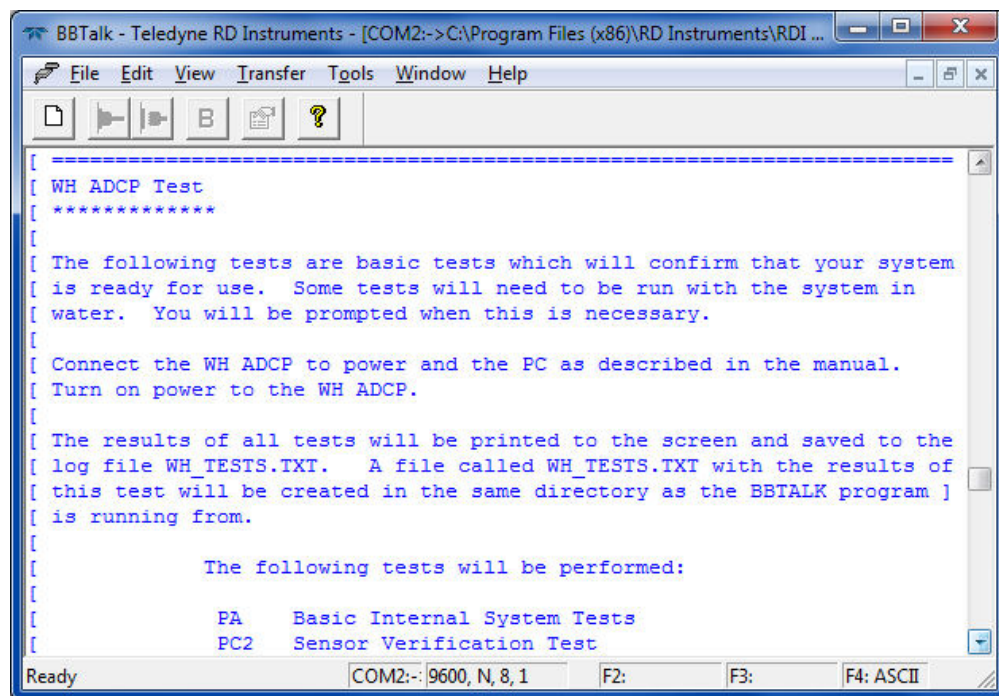 BBTalk - Teledyne RD Instruments - [COM2:->C:\Program Files (x86)\RD Instruments\RDI ...
File Edit View Transfer Tools Window Help
B ?
[ =======================================================================
[ WH ADCP Test
[ *************
[
[ The following tests are basic tests which will confirm that your system
[ is ready for use.  Some tests will need to be run with the system in
[ water.  You will be prompted when this is necessary.
[
[ Connect the WH ADCP to power and the PC as described in the manual.
[ Turn on power to the WH ADCP.
[
[ The results of all tests will be printed to the screen and saved to the
[ log file WH_TESTS.TXT.   A file called WH_TESTS.TXT with the results of
[ this test will be created in the same directory as the BBTALK program ]
[ is running from.
[
[             The following tests will be performed:
[
[              PA    Basic Internal System Tests
[              PC2   Sensor Verification Test
Ready COM2:-: 9600, N, 8, 1 F2: F3: F4: ASCII